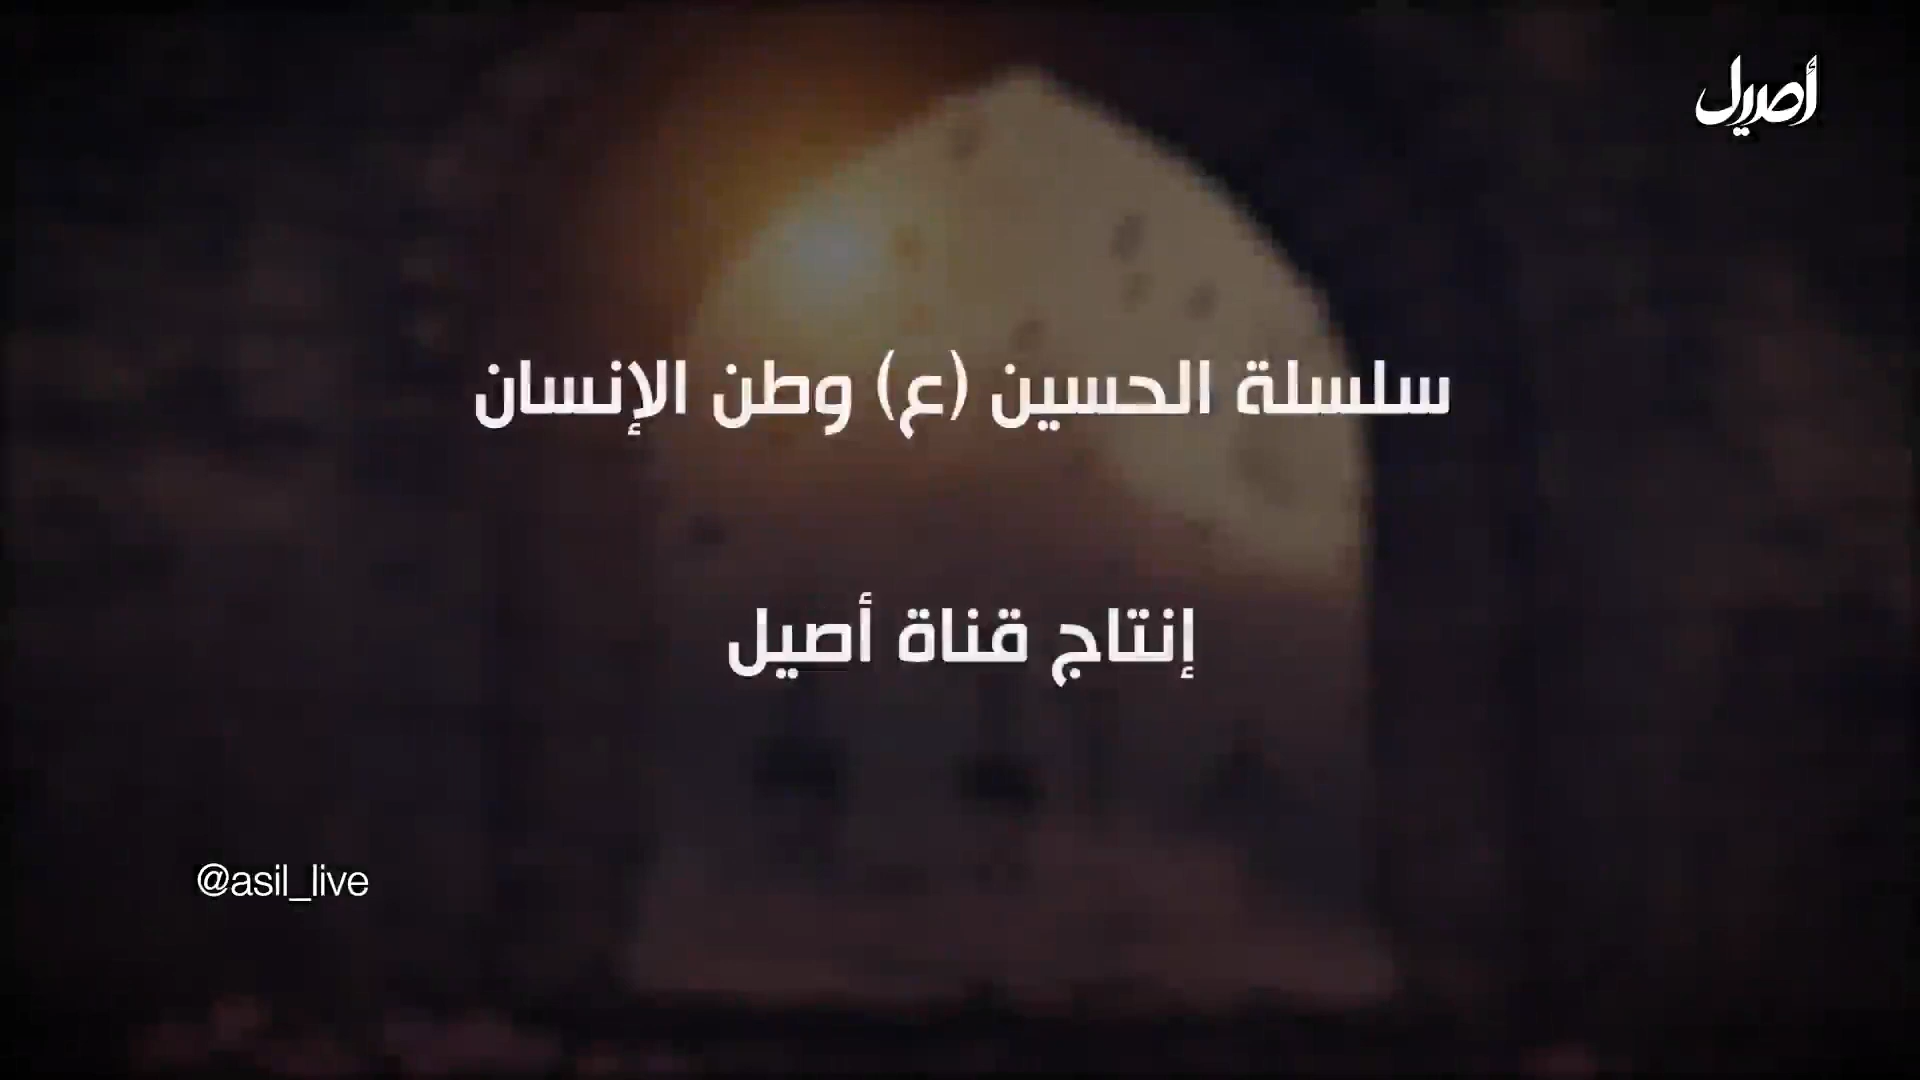 أصيل
سلسلة الحسين (ع) وطن الإنسان
إنتاج قناة أصيل
@asil_live